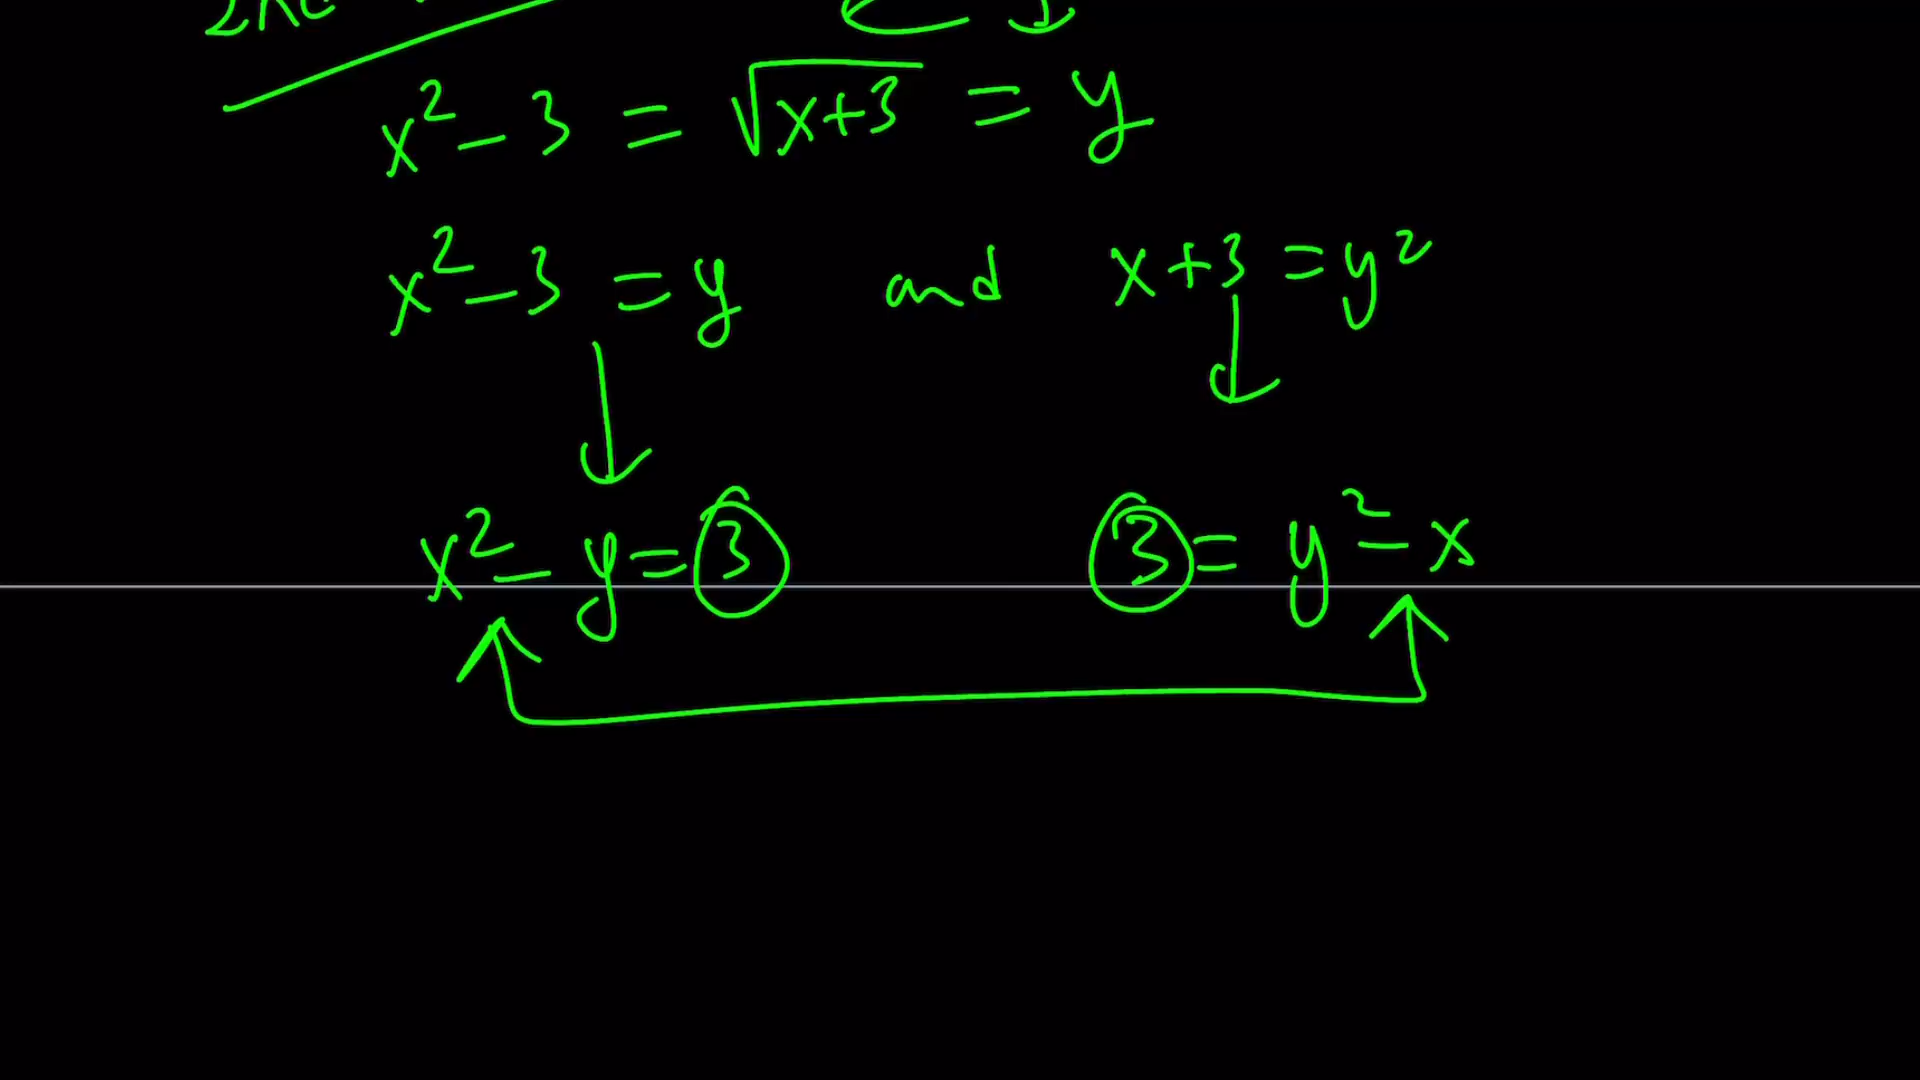 x² - 3 = √(x+3) = y
x² - 3 = y and x + 3 = y²
x² - y = 3 3 = y² - x